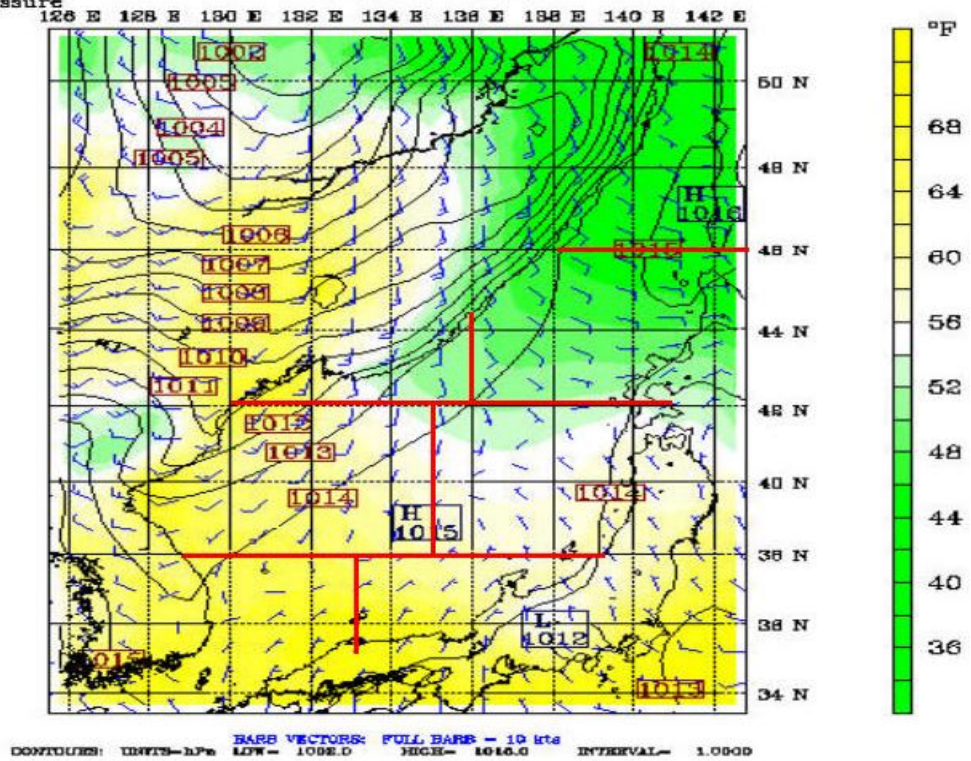 essure
126 E 128 E 130 E 132 E 134 E 136 E 138 E 140 E 142 E
°F
1002 1014
1003 50 N
1004 68
1005 48 N
H 64
1016
1006 1015 46 N
1007 60
1008
1009 44 N 56
1010
1011 52
1012 42 N
1013 48
1014 1014 40 N
H 44
1015
38 N
40
L 36 N
1012 36
1013 1013 34 N
BARB VECTORS: FULL BARB = 10 kts
CONTOURS: UNITS=hPa LOW= 1002.0 HIGH= 1016.0 INTERVAL= 1.0000